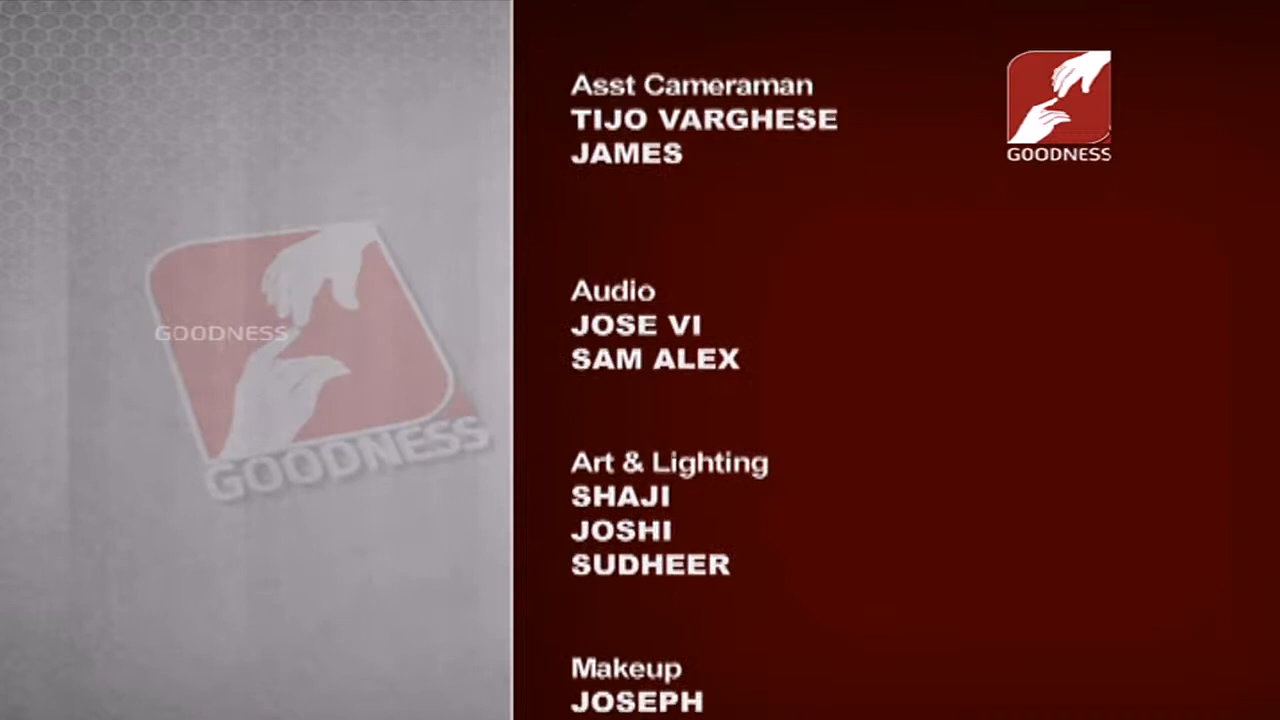 Asst Cameraman
TIJO VARGHESE
JAMES
GOODNESS
GOODNESS
GOODNESS
Audio
JOSE VI
SAM ALEX
Art & Lighting
SHAJI
JOSHI
SUDHEER
Makeup
JOSEPH